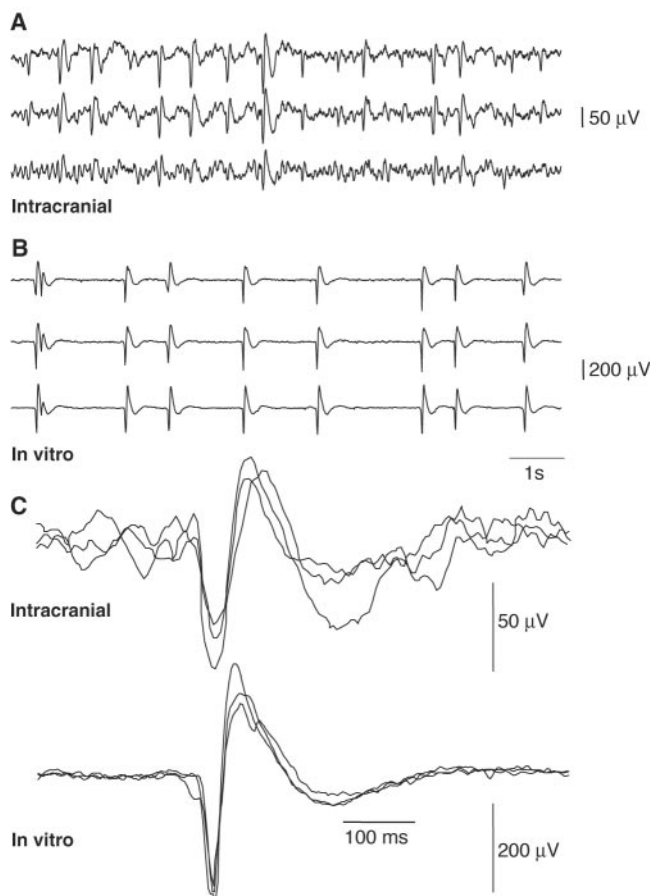 A
50 µV
Intracranial
B
200 µV
In vitro
1s
C
Intracranial
50 µV
100 ms
In vitro
200 µV